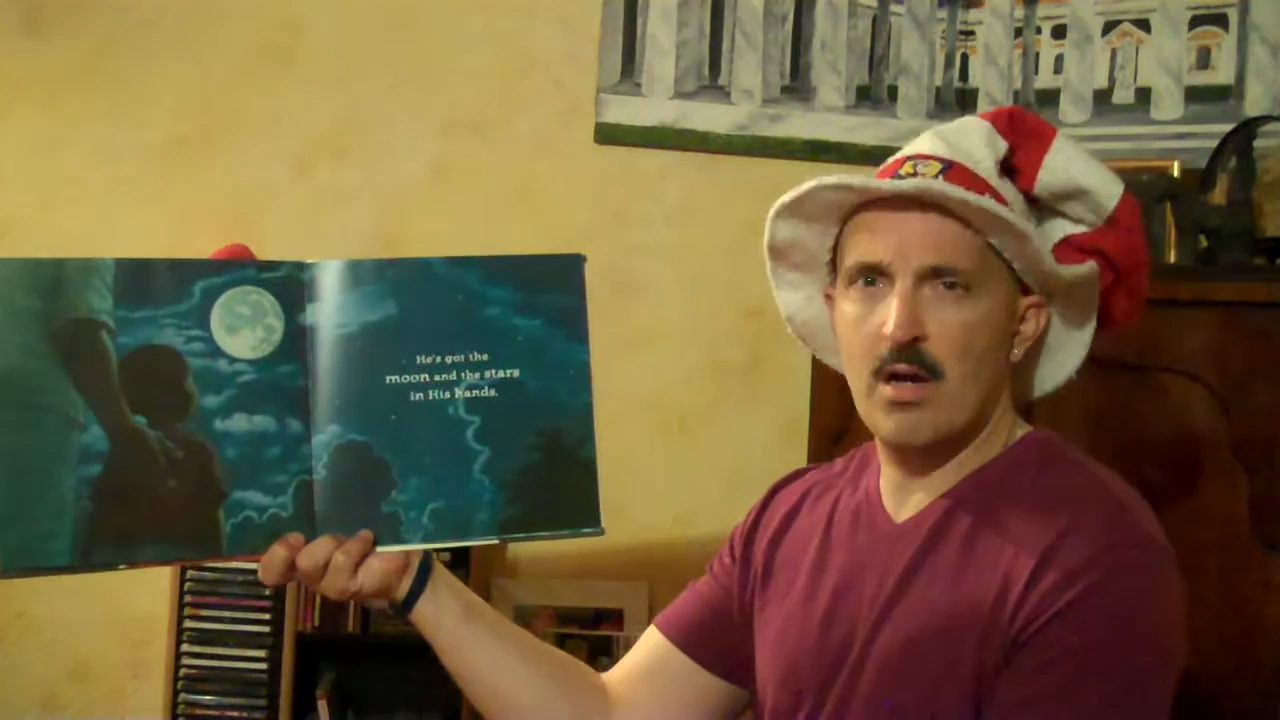 He's got the
moon and the stars
in His hands.